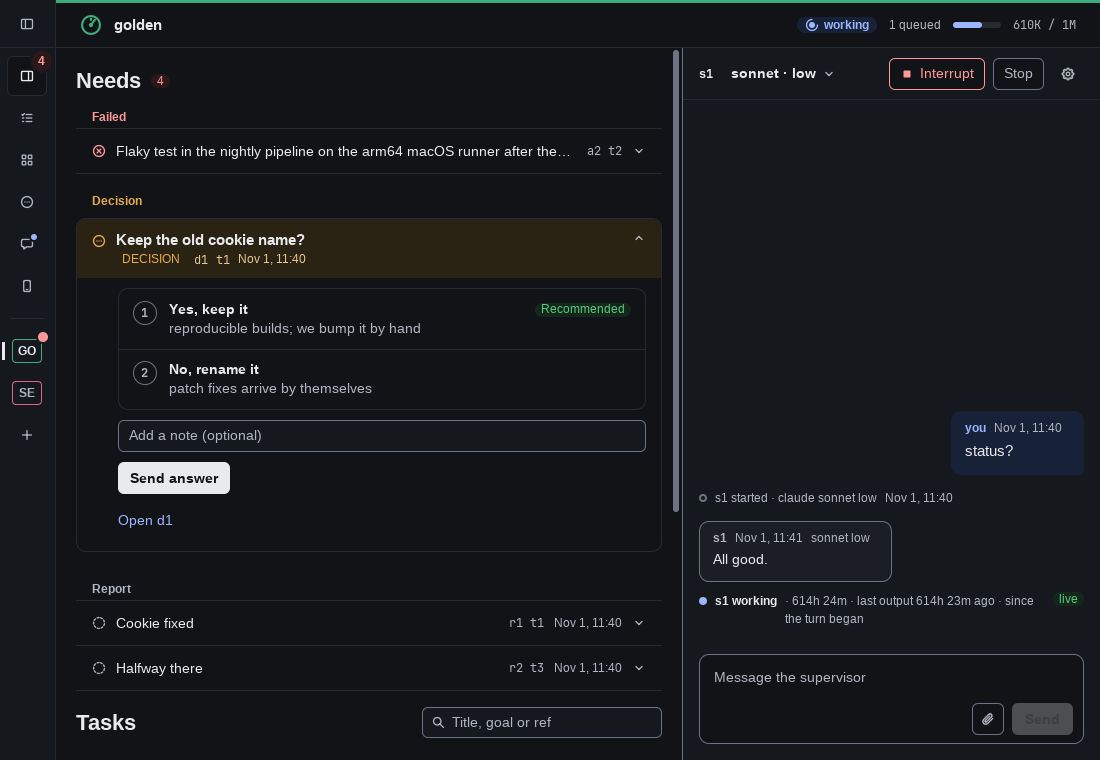 golden
working
1 queued
610K / 1M
4
GO
SE
Needs 4
Failed
Flaky test in the nightly pipeline on the arm64 macOS runner after the… a2 t2
Decision
Keep the old cookie name?
DECISION d1 t1 Nov 1, 11:40
1 Yes, keep it Recommended
reproducible builds; we bump it by hand
2 No, rename it
patch fixes arrive by themselves
Add a note (optional)
Send answer
Open d1
Report
Cookie fixed r1 t1 Nov 1, 11:40
Halfway there r2 t3 Nov 1, 11:40
Tasks
Title, goal or ref
s1 sonnet · low
Interrupt
Stop
you Nov 1, 11:40
status?
s1 started · claude sonnet low Nov 1, 11:40
s1 Nov 1, 11:41 sonnet low
All good.
s1 working · 614h 24m · last output 614h 23m ago · since live
the turn began
Message the supervisor
Send